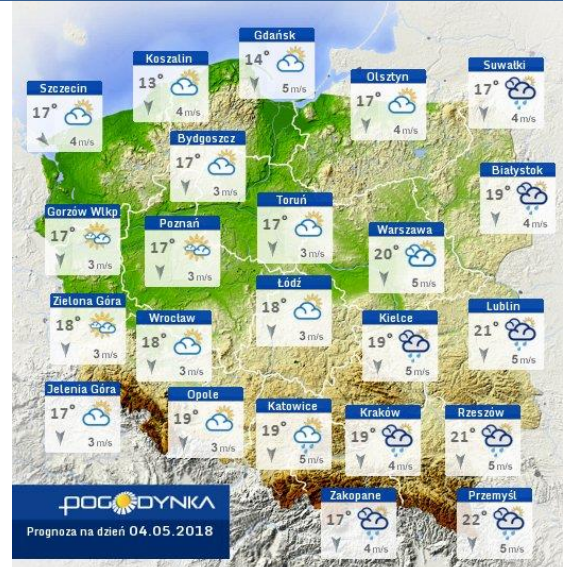 Gdańsk
14°
5 m/s
Koszalin
13°
4 m/s
Suwałki
17°
4 m/s
Olsztyn
17°
4 m/s
Szczecin
17°
4 m/s
Bydgoszcz
17°
3 m/s
Białystok
19°
4 m/s
Toruń
17°
3 m/s
Gorzów Wlkp
17°
3 m/s
Poznań
17°
3 m/s
Warszawa
20°
5 m/s
Łódź
18°
3 m/s
Zielona Góra
18°
3 m/s
Wrocław
18°
3 m/s
Kielce
19°
5 m/s
Lublin
21°
5 m/s
Jelenia Góra
17°
3 m/s
Opole
19°
3 m/s
Katowice
19°
5 m/s
Kraków
19°
4 m/s
Rzeszów
21°
5 m/s
Zakopane
17°
4 m/s
Przemyśl
22°
5 m/s
POGODYNKA
Prognoza na dzień 04.05.2018